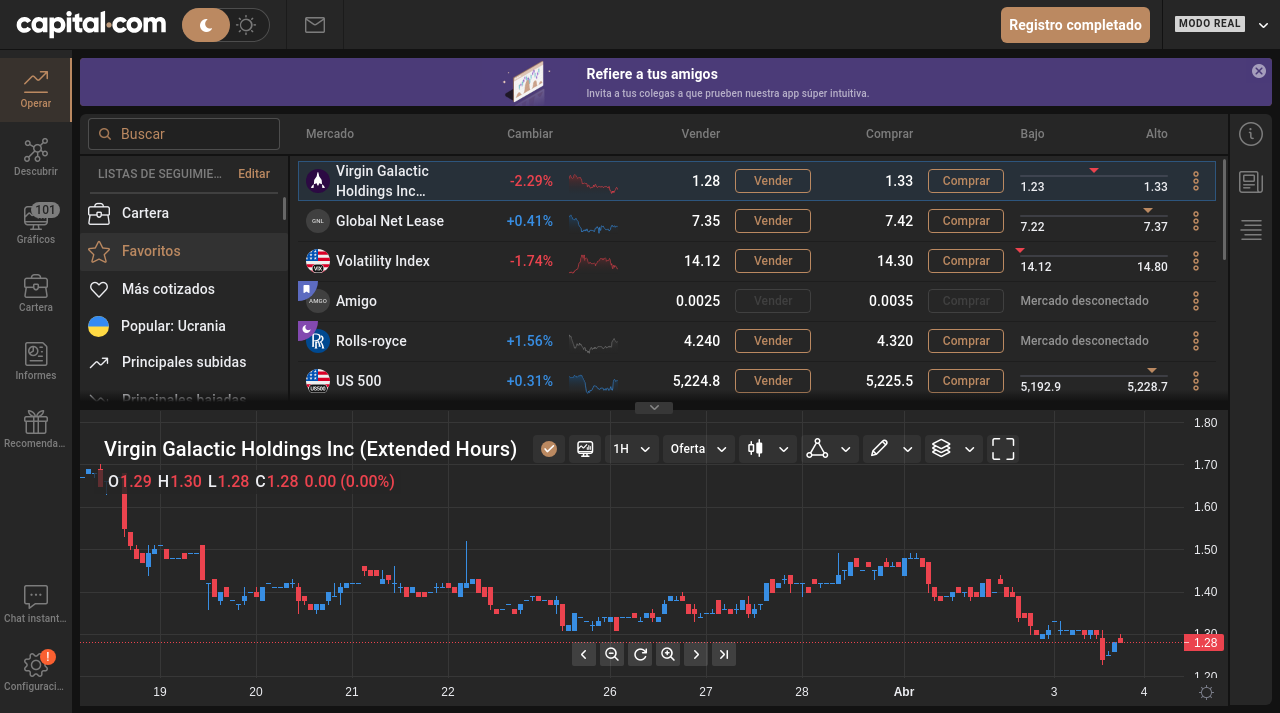 capital.com
Registro completado
MODO REAL
Refiere a tus amigos
Invita a tus colegas a que prueben nuestra app súper intuitiva.
Operar
Descubrir
101
Gráficos
Cartera
Informes
Recomenda...
Chat instant...
!
Configuraci...
Buscar
LISTAS DE SEGUIMIE... Editar
Cartera
Favoritos
Más cotizados
Popular: Ucrania
Principales subidas
Principales bajadas
Mercado Cambiar Vender Comprar Bajo Alto
Virgin Galactic
Holdings Inc... -2.29% 1.28 Vender 1.33 Comprar 1.23 1.33
GNL Global Net Lease +0.41% 7.35 Vender 7.42 Comprar 7.22 7.37
VIX Volatility Index -1.74% 14.12 Vender 14.30 Comprar 14.12 14.80
AMGO Amigo 0.0025 Vender 0.0035 Comprar Mercado desconectado
Rolls-royce +1.56% 4.240 Vender 4.320 Comprar Mercado desconectado
US500 US 500 +0.31% 5,224.8 Vender 5,225.5 Comprar 5,192.9 5,228.7
Virgin Galactic Holdings Inc (Extended Hours) 1H Oferta
O1.29 H1.30 L1.28 C1.28 0.00 (0.00%)
1.80
1.70
1.60
1.50
1.40
1.30
1.28
1.20
19 20 21 22 26 27 28 Abr 3 4